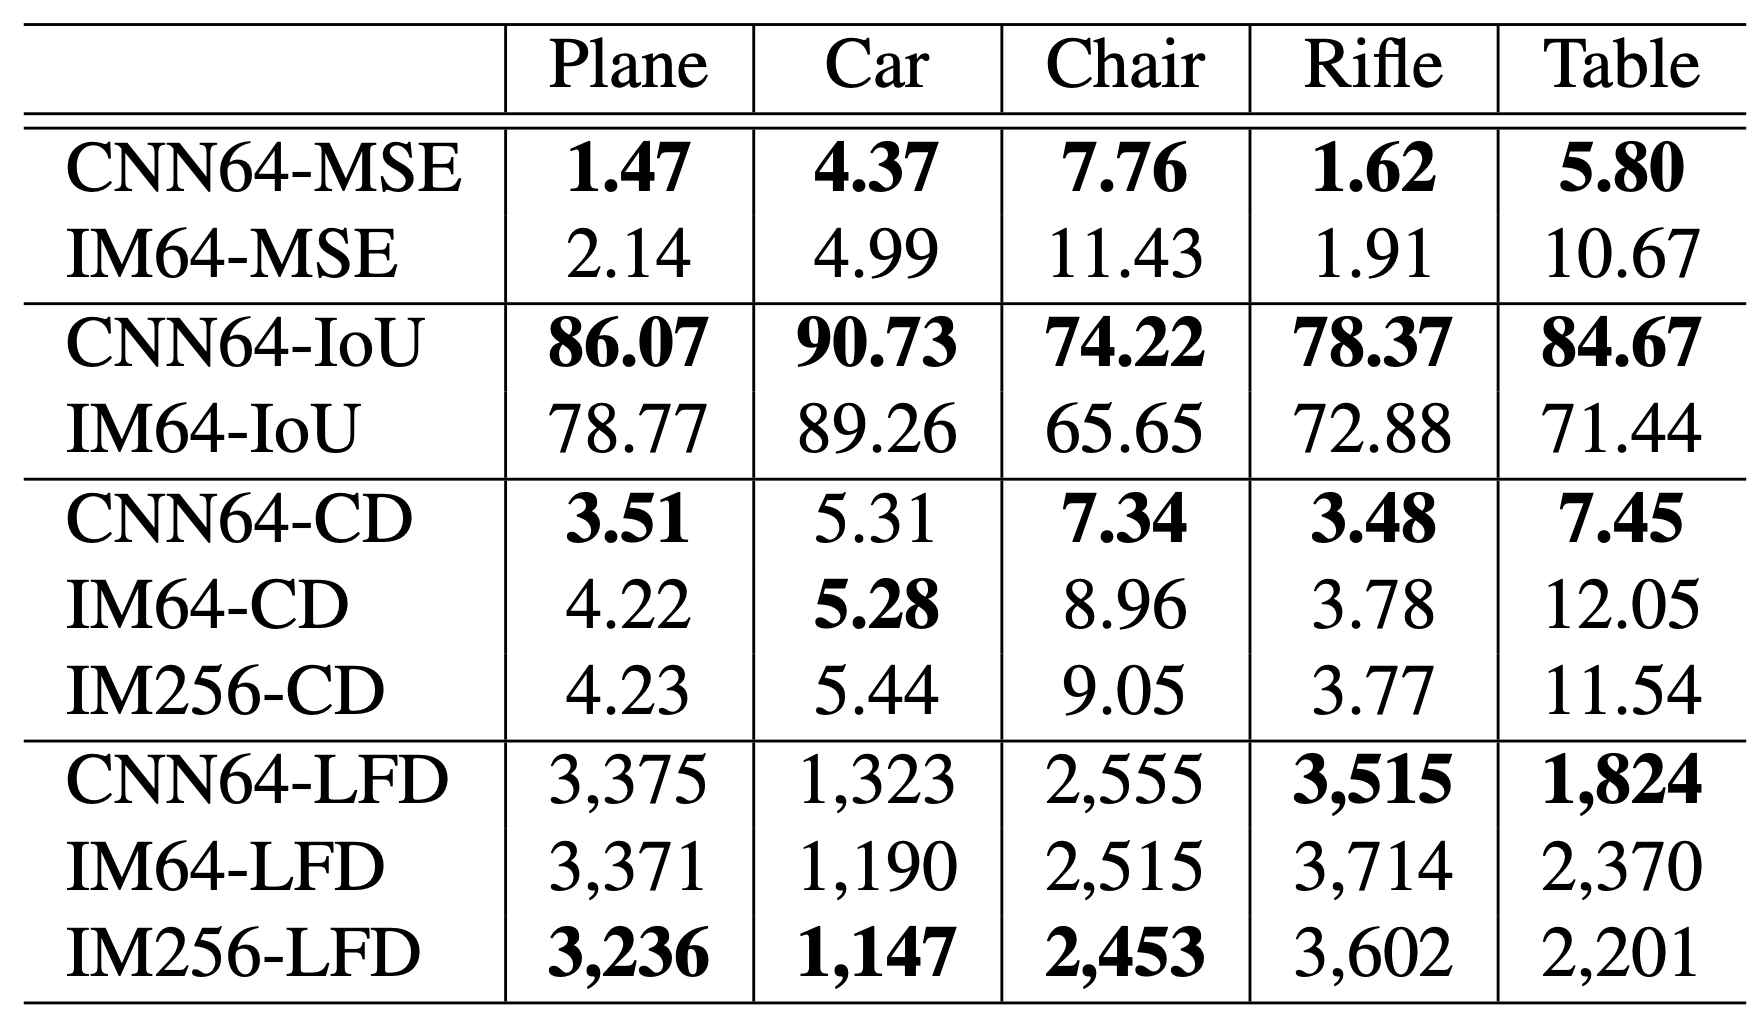 Plane Car Chair Rifle Table
CNN64-MSE 1.47 4.37 7.76 1.62 5.80
IM64-MSE 2.14 4.99 11.43 1.91 10.67
CNN64-IoU 86.07 90.73 74.22 78.37 84.67
IM64-IoU 78.77 89.26 65.65 72.88 71.44
CNN64-CD 3.51 5.31 7.34 3.48 7.45
IM64-CD 4.22 5.28 8.96 3.78 12.05
IM256-CD 4.23 5.44 9.05 3.77 11.54
CNN64-LFD 3,375 1,323 2,555 3,515 1,824
IM64-LFD 3,371 1,190 2,515 3,714 2,370
IM256-LFD 3,236 1,147 2,453 3,602 2,201